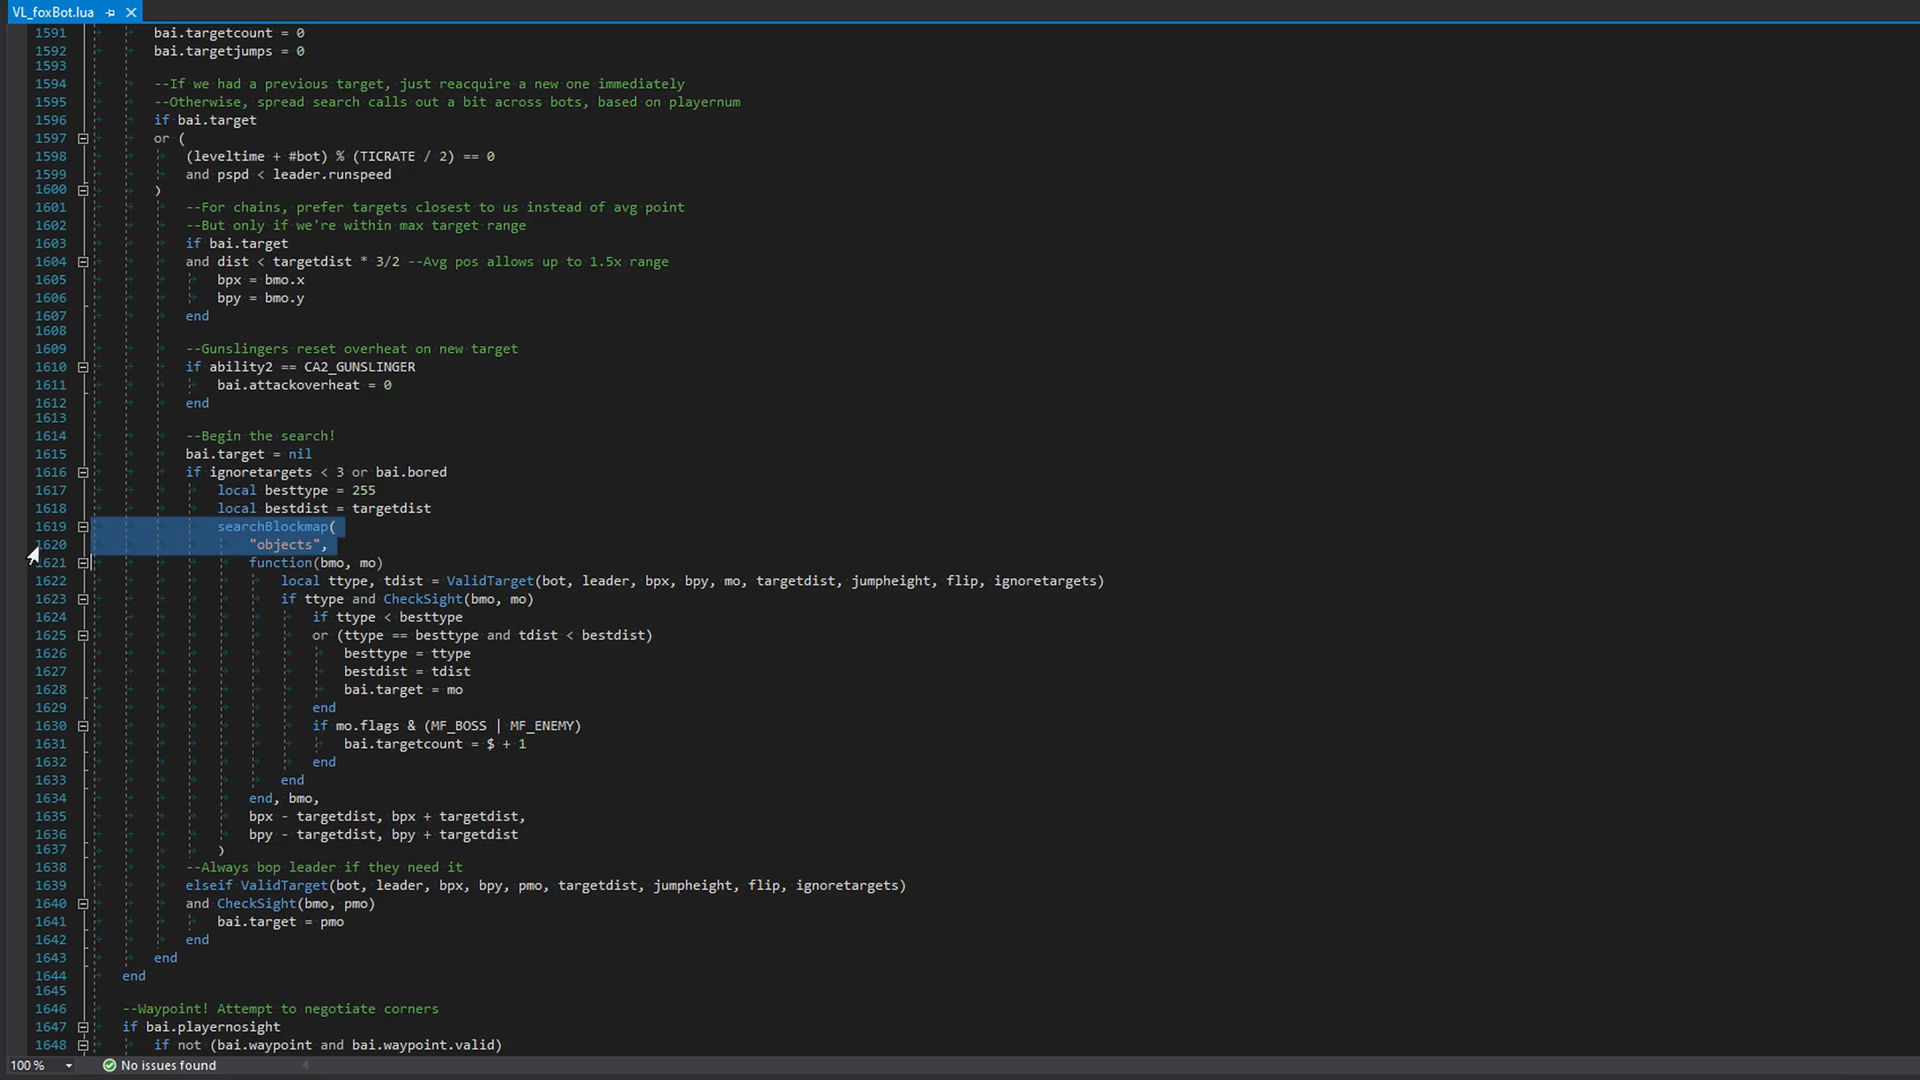 VL_foxBot.lua
1591 bai.targetcount = 0
1592 bai.targetjumps = 0
1593
1594 --If we had a previous target, just reacquire a new one immediately
1595 --Otherwise, spread search calls out a bit across bots, based on playernum
1596 if bai.target
1597 or (
1598 (leveltime + #bot) % (TICRATE / 2) == 0
1599 and pspd < leader.runspeed
1600 )
1601 --For chains, prefer targets closest to us instead of avg point
1602 --But only if we're within max target range
1603 if bai.target
1604 and dist < targetdist * 3/2 --Avg pos allows up to 1.5x range
1605 bpx = bmo.x
1606 bpy = bmo.y
1607 end
1608
1609 --Gunslingers reset overheat on new target
1610 if ability2 == CA2_GUNSLINGER
1611 bai.attackoverheat = 0
1612 end
1613
1614 --Begin the search!
1615 bai.target = nil
1616 if ignoretargets < 3 or bai.bored
1617 local besttype = 255
1618 local bestdist = targetdist
1619 searchBlockmap(
1620 "objects",
1621 function(bmo, mo)
1622 local ttype, tdist = ValidTarget(bot, leader, bpx, bpy, mo, targetdist, jumpheight, flip, ignoretargets)
1623 if ttype and CheckSight(bmo, mo)
1624 if ttype < besttype
1625 or (ttype == besttype and tdist < bestdist)
1626 besttype = ttype
1627 bestdist = tdist
1628 bai.target = mo
1629 end
1630 if mo.flags & (MF_BOSS | MF_ENEMY)
1631 bai.targetcount = $ + 1
1632 end
1633 end
1634 end, bmo,
1635 bpx - targetdist, bpx + targetdist,
1636 bpy - targetdist, bpy + targetdist
1637 )
1638 --Always bop leader if they need it
1639 elseif ValidTarget(bot, leader, bpx, bpy, pmo, targetdist, jumpheight, flip, ignoretargets)
1640 and CheckSight(bmo, pmo)
1641 bai.target = pmo
1642 end
1643 end
1644 end
1645
1646 --Waypoint! Attempt to negotiate corners
1647 if bai.playernosight
1648 if not (bai.waypoint and bai.waypoint.valid)
100 % No issues found